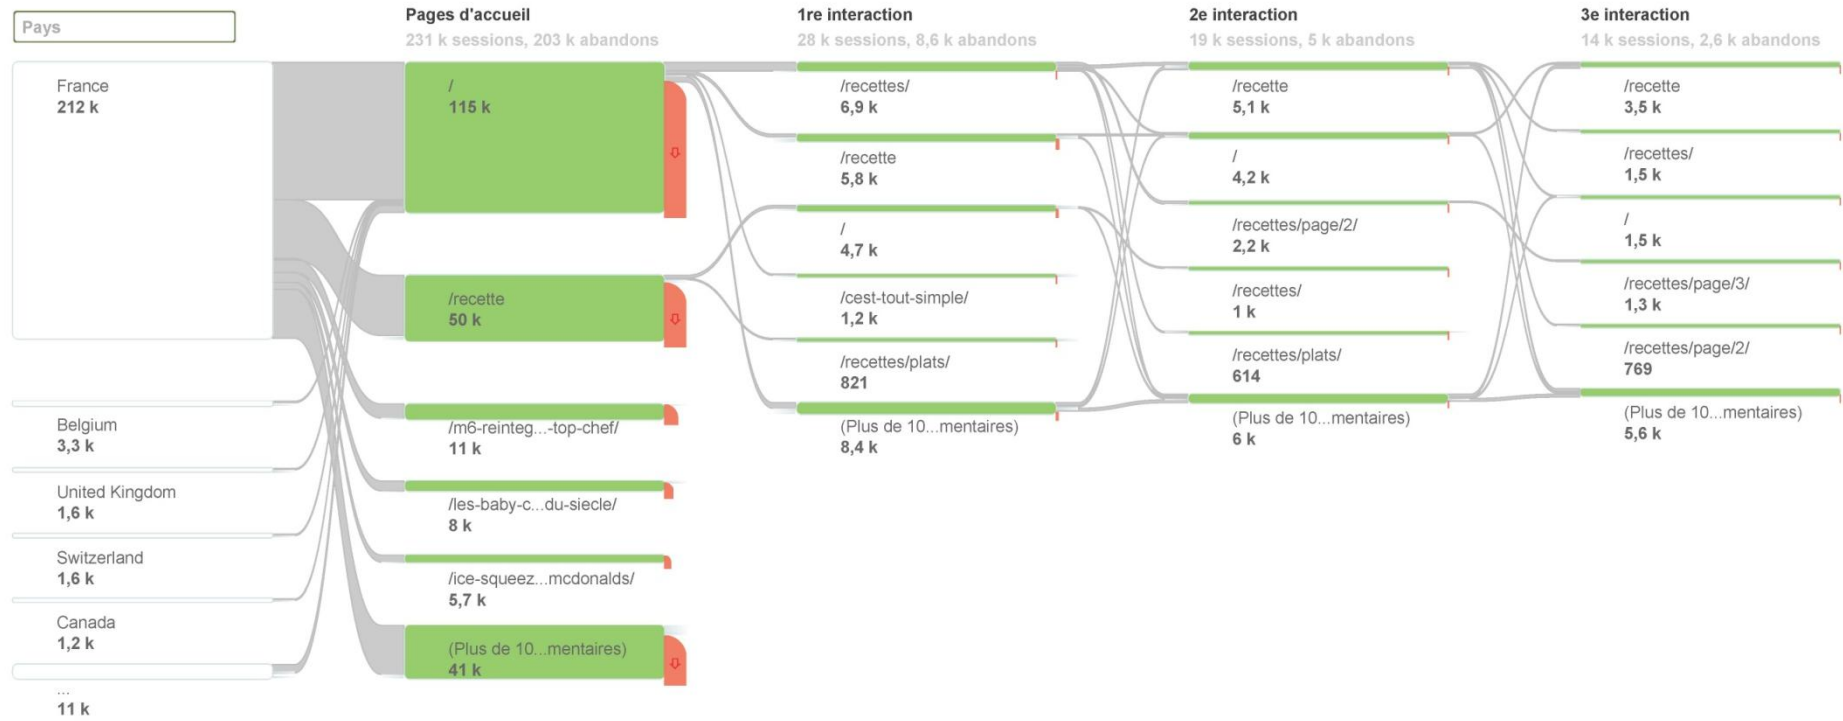 Pays
France
212 k
Belgium
3,3 k
United Kingdom
1,6 k
Switzerland
1,6 k
Canada
1,2 k
...
11 k
Pages d'accueil
231 k sessions, 203 k abandons
/
115 k
/recette
50 k
/m6-reinteg...-top-chef/
11 k
/les-baby-c...du-siecle/
8 k
/ice-squeez...mcdonalds/
5,7 k
(Plus de 10...mentaires)
41 k
1re interaction
28 k sessions, 8,6 k abandons
/recettes/
6,9 k
/recette
5,8 k
/
4,7 k
/cest-tout-simple/
1,2 k
/recettes/plats/
821
(Plus de 10...mentaires)
8,4 k
2e interaction
19 k sessions, 5 k abandons
/recette
5,1 k
/
4,2 k
/recettes/page/2/
2,2 k
/recettes/
1 k
/recettes/plats/
614
(Plus de 10...mentaires)
6 k
3e interaction
14 k sessions, 2,6 k abandons
/recette
3,5 k
/recettes/
1,5 k
/
1,5 k
/recettes/page/3/
1,3 k
/recettes/page/2/
769
(Plus de 10...mentaires)
5,6 k